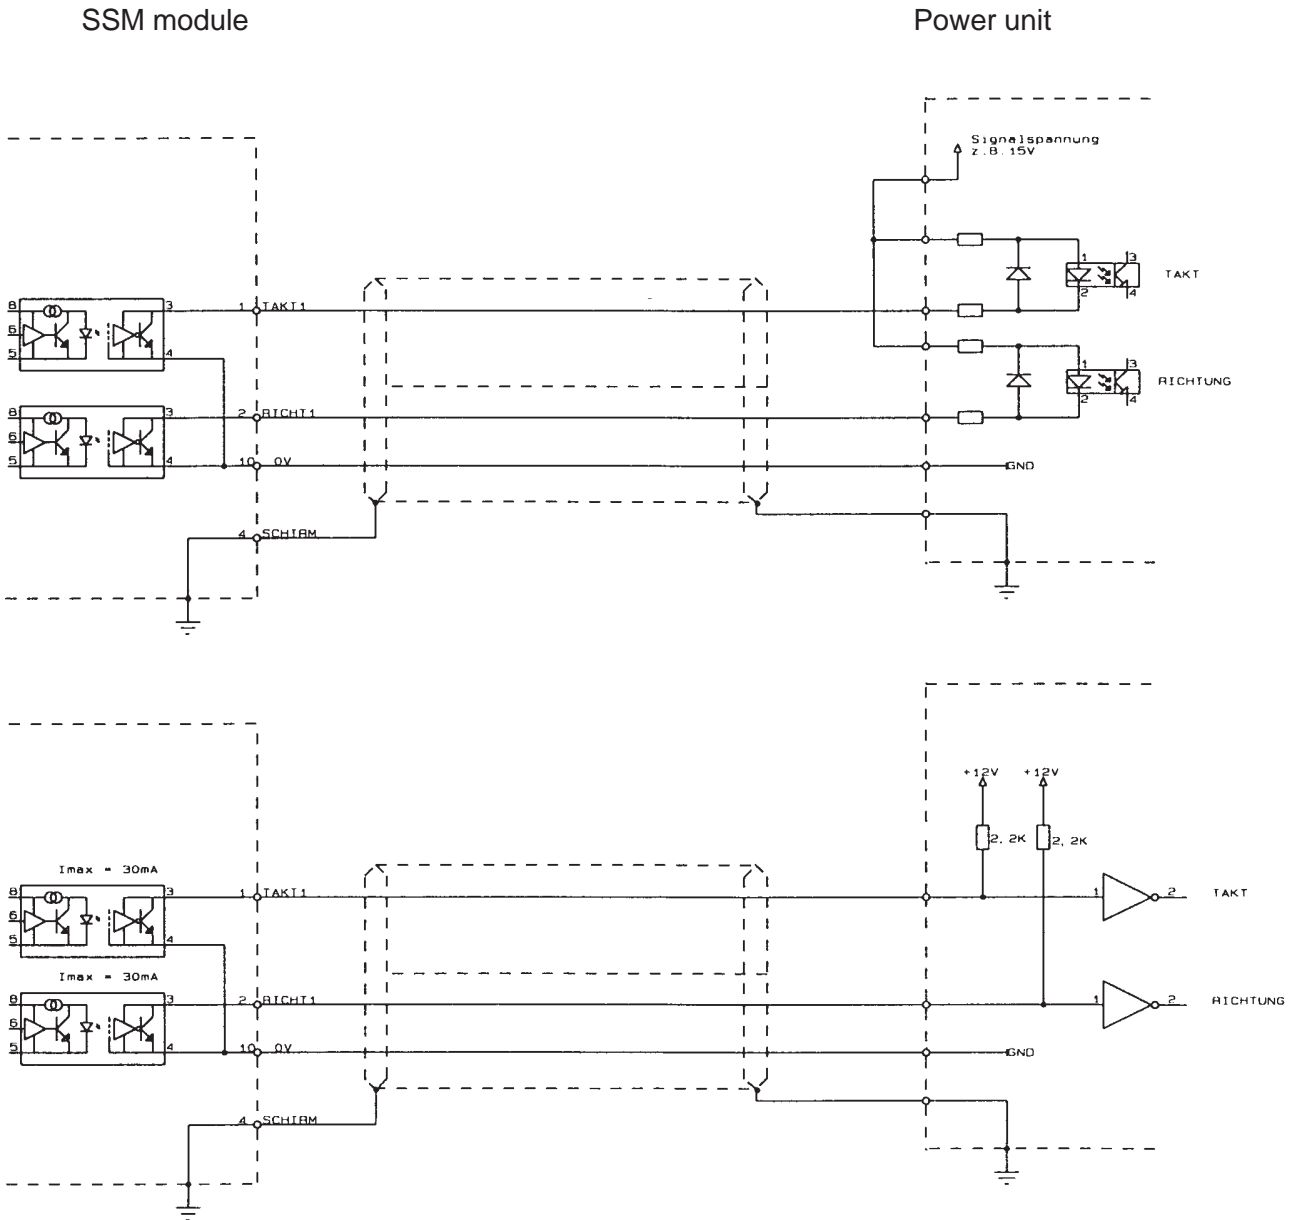 SSM module
Power unit
Signalspannung
z.B.15V
1
3
2
4
TAKT
8
6
5
3
4
1
TAKT1
1
3
2
4
RICHTUNG
8
6
5
3
4
2
RICHT1
10
0V
GND
4
SCHIRM
+12V
+12V
2,2K
2,2K
Imax = 30mA
8
6
5
3
4
1
TAKT1
1
2
TAKT
Imax = 30mA
8
6
5
3
4
2
RICHT1
1
2
RICHTUNG
10
0V
GND
4
SCHIRM